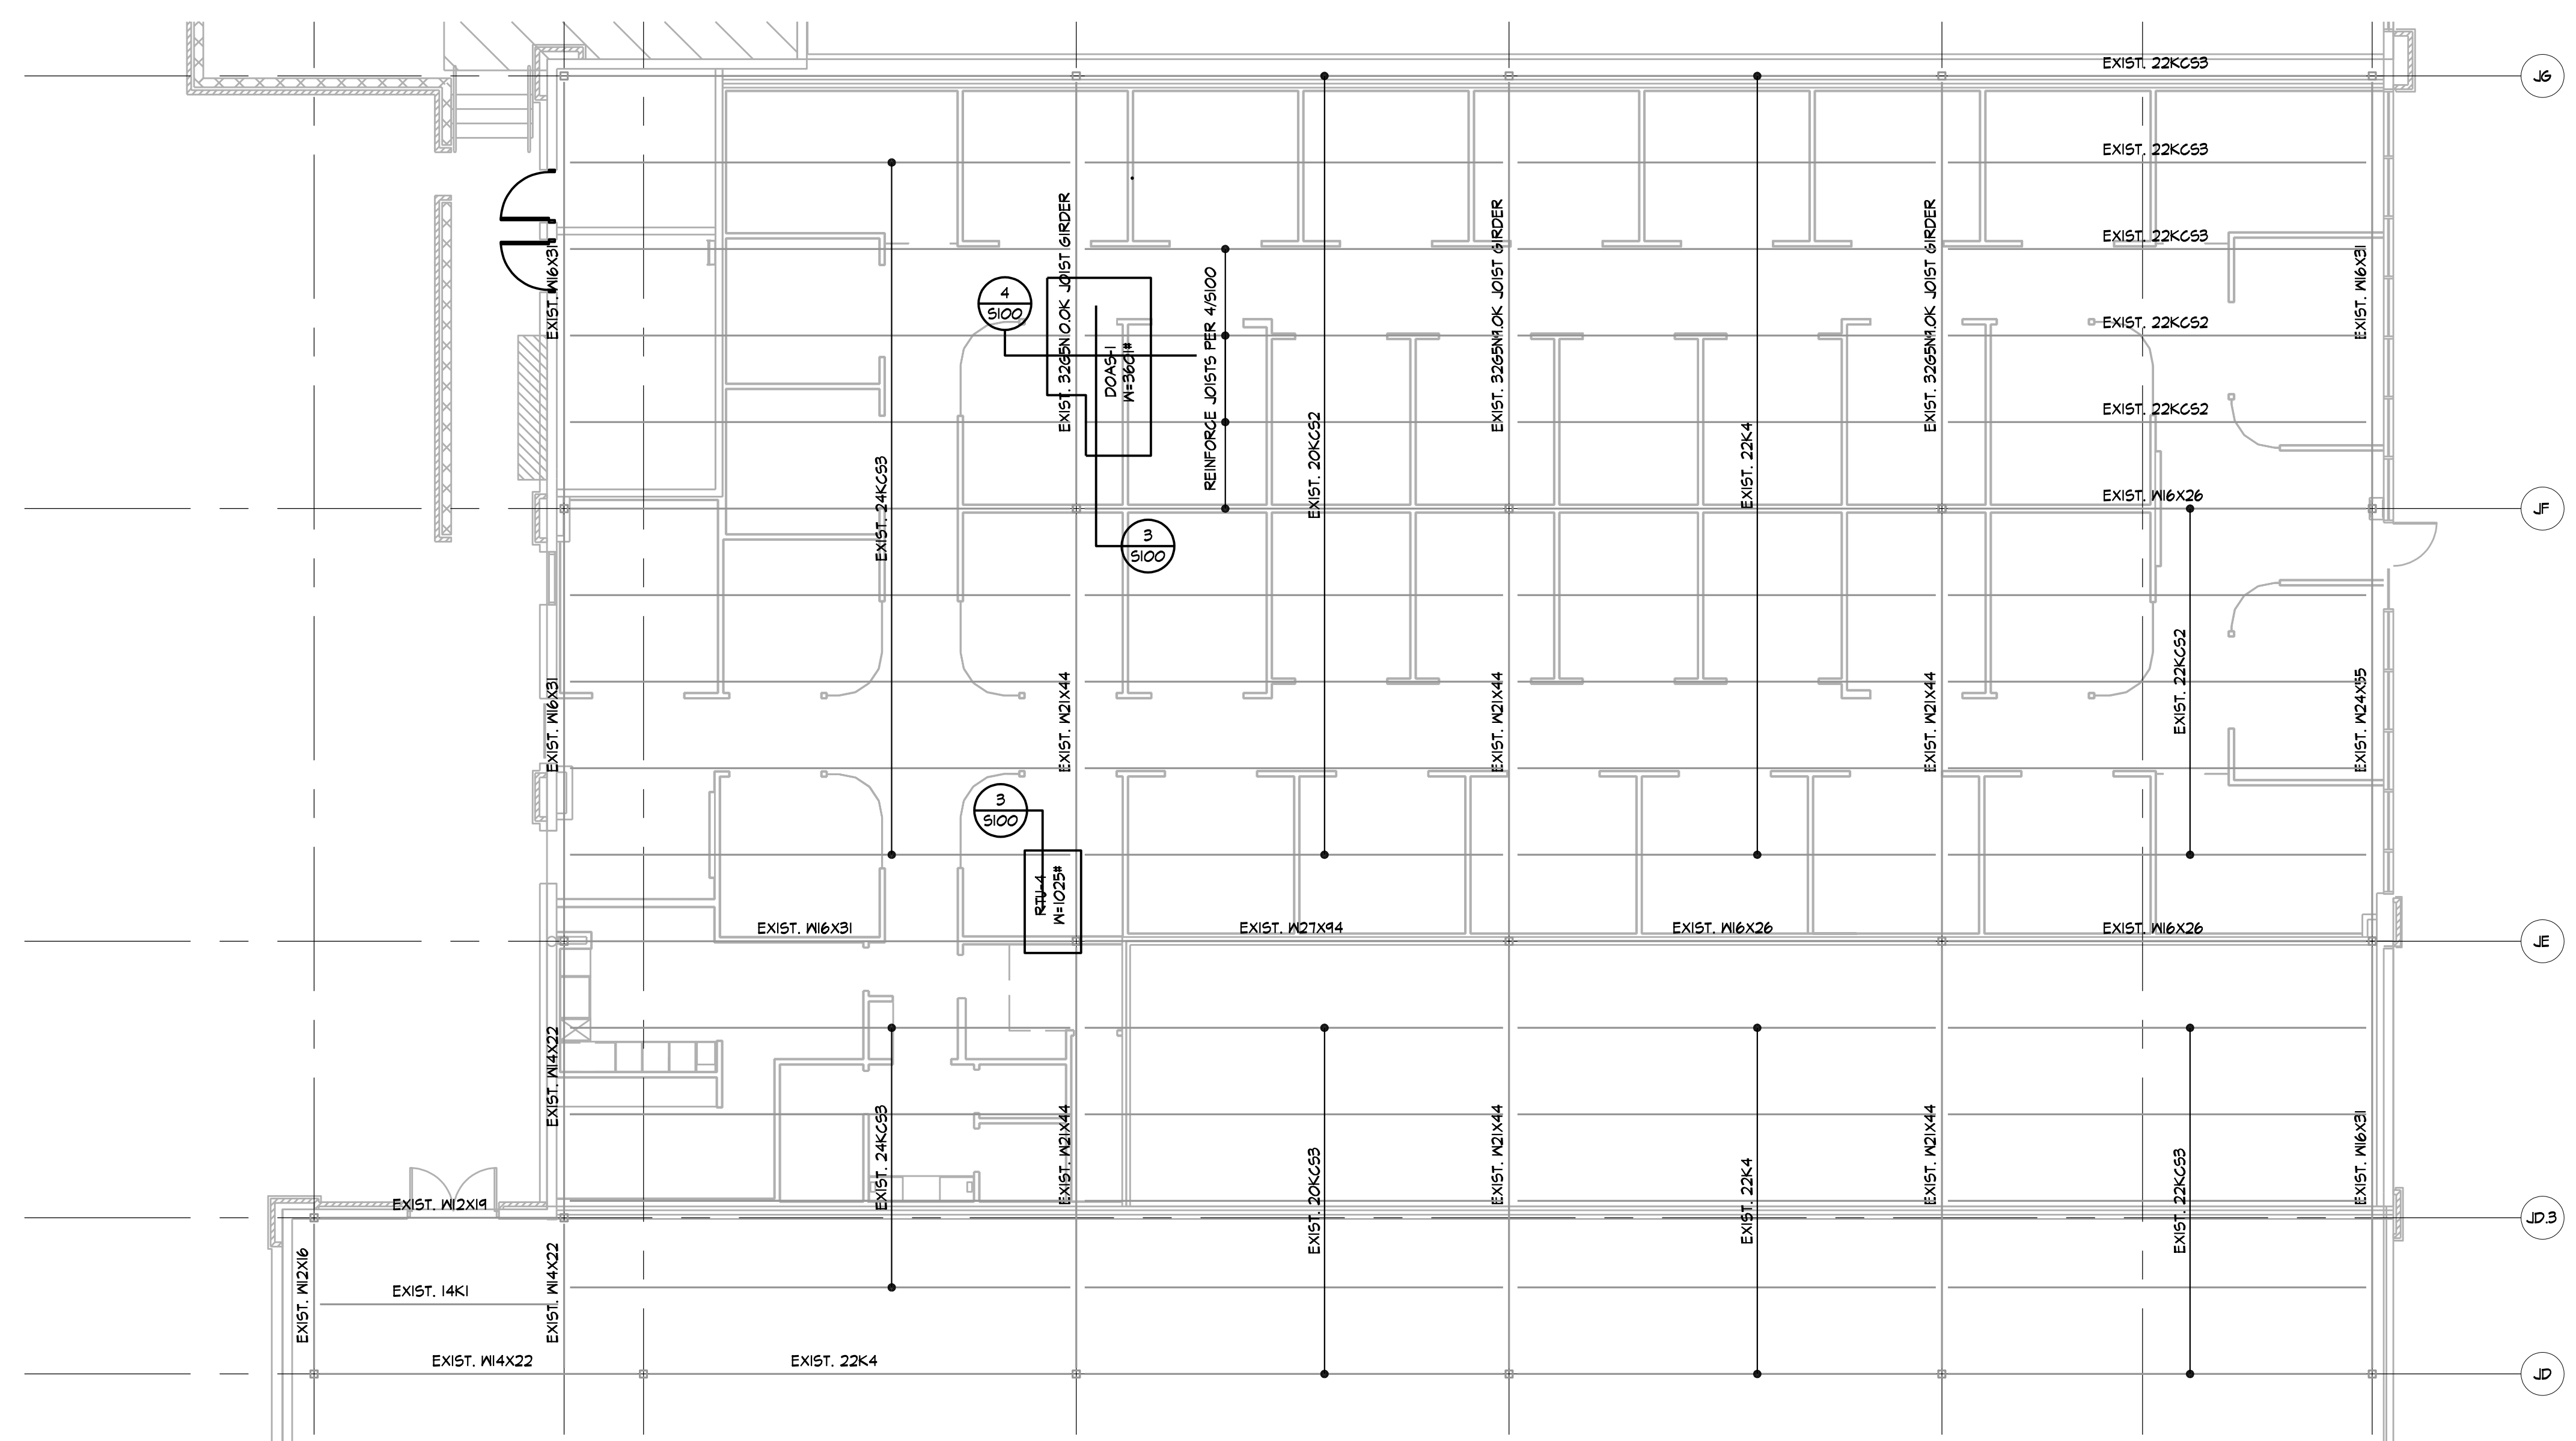 EXIST. 22KCS3
JG
EXIST. 22KCS3
EXIST. 22KCS3
EXIST. W16X31
EXIST. 32G5N10.0K JOIST GIRDER
EXIST. 32G5N9.0K JOIST GIRDER
EXIST. 32G5N9.0K JOIST GIRDER
EXIST. W16X31
4
S100
DOAS-1
W=3601#
REINFORCE JOISTS PER 4/S100
EXIST. 22KCS2
EXIST. 22KCS2
EXIST. 24KCS3
EXIST. 20KCS2
EXIST. 22K4
EXIST. W16X26
JF
3
S100
EXIST. W16X31
EXIST. W21X44
EXIST. W21X44
EXIST. W21X44
EXIST. 22KCS2
EXIST. W24X55
3
S100
RTU-4
W=1025#
EXIST. W16X31
EXIST. W27X94
EXIST. W16X26
EXIST. W16X26
JE
EXIST. W14X22
EXIST. 24KCS3
EXIST. W21X44
EXIST. 20KCS3
EXIST. W21X44
EXIST. 22K4
EXIST. W21X44
EXIST. 22KCS3
EXIST. W16X31
EXIST. W12X19
JD.3
EXIST. W12X16
EXIST. 14K1
EXIST. W14X22
EXIST. W14X22
EXIST. 22K4
JD